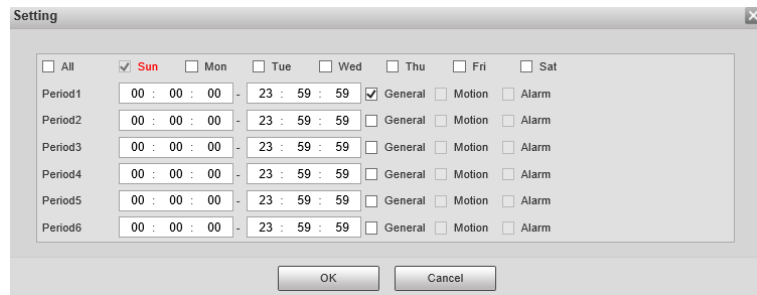 Setting
All Sun Mon Tue Wed Thu Fri Sat
Period1 00 : 00 : 00 - 23 : 59 : 59 General Motion Alarm
Period2 00 : 00 : 00 - 23 : 59 : 59 General Motion Alarm
Period3 00 : 00 : 00 - 23 : 59 : 59 General Motion Alarm
Period4 00 : 00 : 00 - 23 : 59 : 59 General Motion Alarm
Period5 00 : 00 : 00 - 23 : 59 : 59 General Motion Alarm
Period6 00 : 00 : 00 - 23 : 59 : 59 General Motion Alarm
OK Cancel